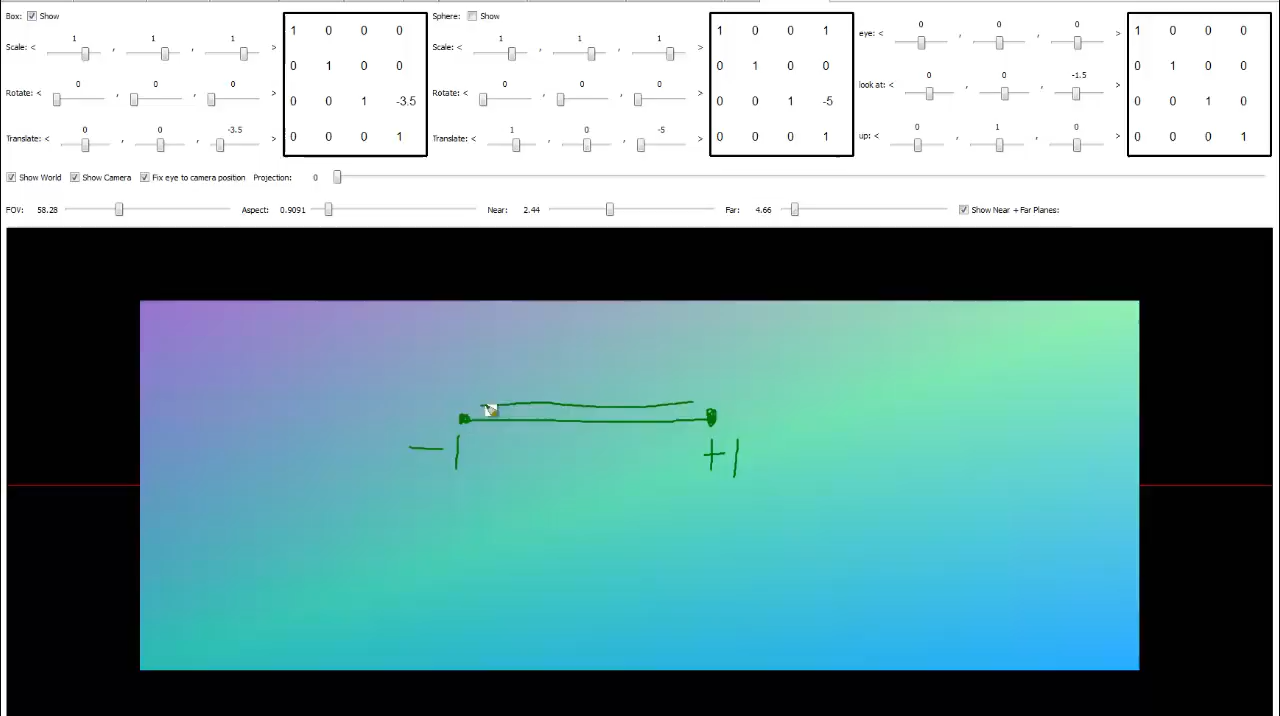 Box: Show
1 1 1
Scale: < , , >
0 0 0
Rotate: < , , >
0 0 -3.5
Translate: < , , >
1 0 0 0
0 1 0 0
0 0 1 -3.5
0 0 0 1
Sphere: Show
1 1 1
Scale: < , , >
0 0 0
Rotate: < , , >
1 0 -5
Translate: < , , >
1 0 0 1
0 1 0 0
0 0 1 -5
0 0 0 1
0 0 0
eye: < , , >
0 0 -1.5
look at: < , , >
0 1 0
up: < , , >
1 0 0 0
0 1 0 0
0 0 1 0
0 0 0 1
Show World Show Camera Fix eye to camera position Projection: 0
FOV: 58.28 Aspect: 0.9091 Near: 2.44 Far: 4.66 Show Near + Far Planes:
-1 +1